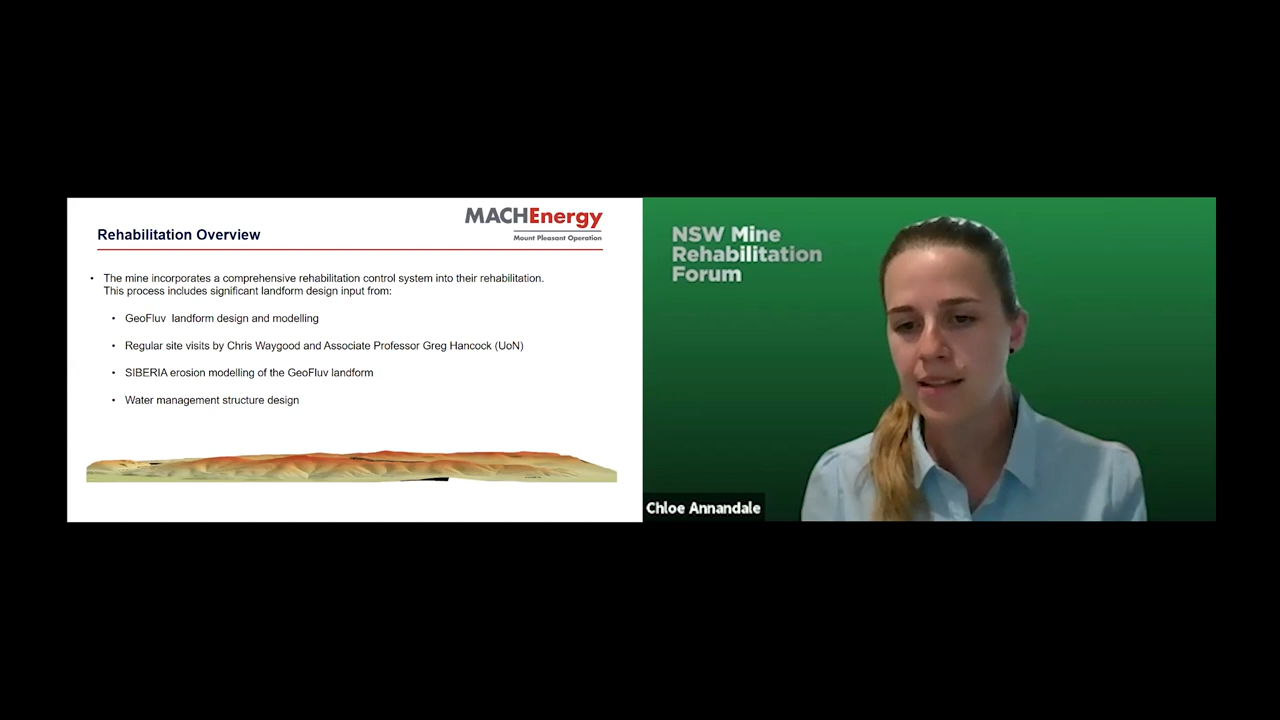 MACHEnergy
Mount Pleasant Operation
Rehabilitation Overview
• The mine incorporates a comprehensive rehabilitation control system into their rehabilitation.
This process includes significant landform design input from:
• GeoFluv landform design and modelling
• Regular site visits by Chris Waygood and Associate Professor Greg Hancock (UoN)
• SIBERIA erosion modelling of the GeoFluv landform
• Water management structure design
NSW Mine
Rehabilitation
Forum
Chloe Annandale